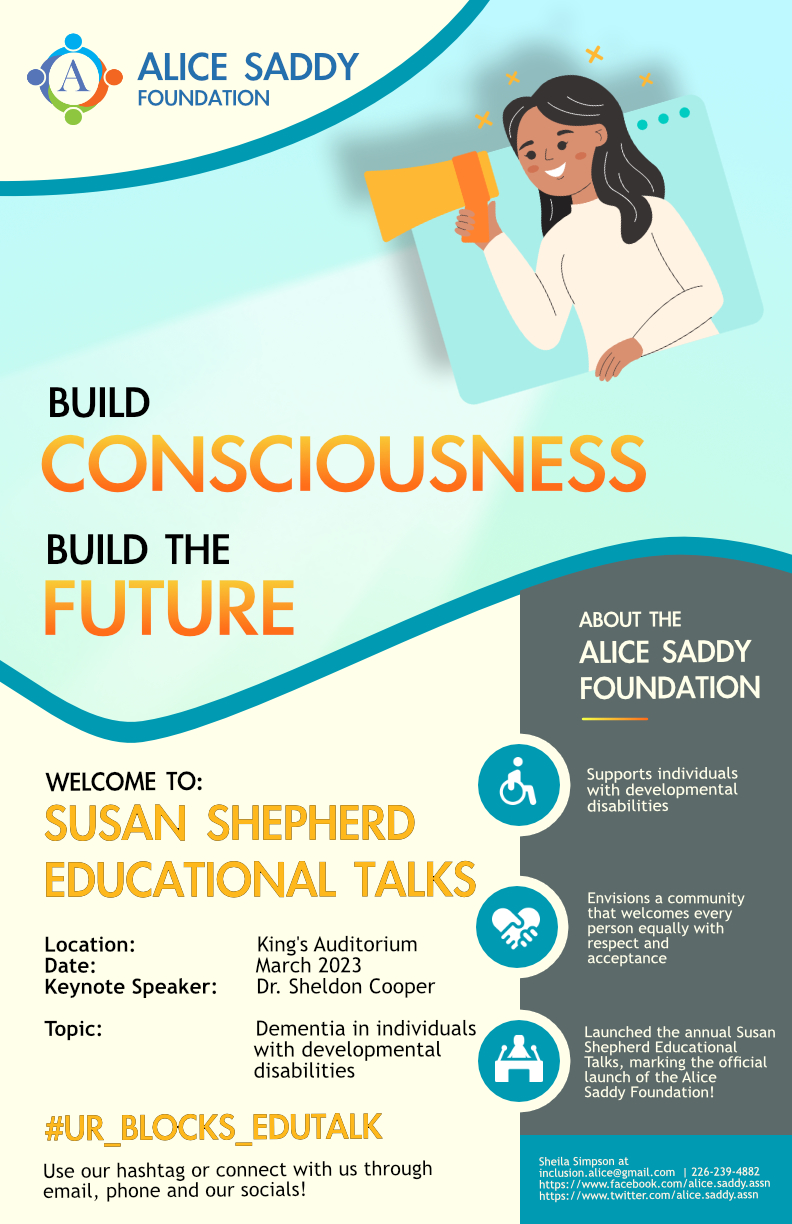 A
ALICE SADDY
FOUNDATION
BUILD
CONSCIOUSNESS
BUILD THE
FUTURE
WELCOME TO:
SUSAN SHEPHERD
EDUCATIONAL TALKS
Location: King's Auditorium
Date: March 2023
Keynote Speaker: Dr. Sheldon Cooper
Topic: Dementia in individuals
with developmental
disabilities
#UR_BLOCKS_EDUTALK
Use our hashtag or connect with us through
email, phone and our socials!
ABOUT THE
ALICE SADDY
FOUNDATION
Supports individuals
with developmental
disabilities
Envisions a community
that welcomes every
person equally with
respect and
acceptance
Launched the annual Susan
Shepherd Educational
Talks, marking the official
launch of the Alice
Saddy Foundation!
Sheila Simpson at
inclusion.alice@gmail.com | 226-239-4882
https://www.facebook.com/alice.saddy.assn
https://www.twitter.com/alice.saddy.assn